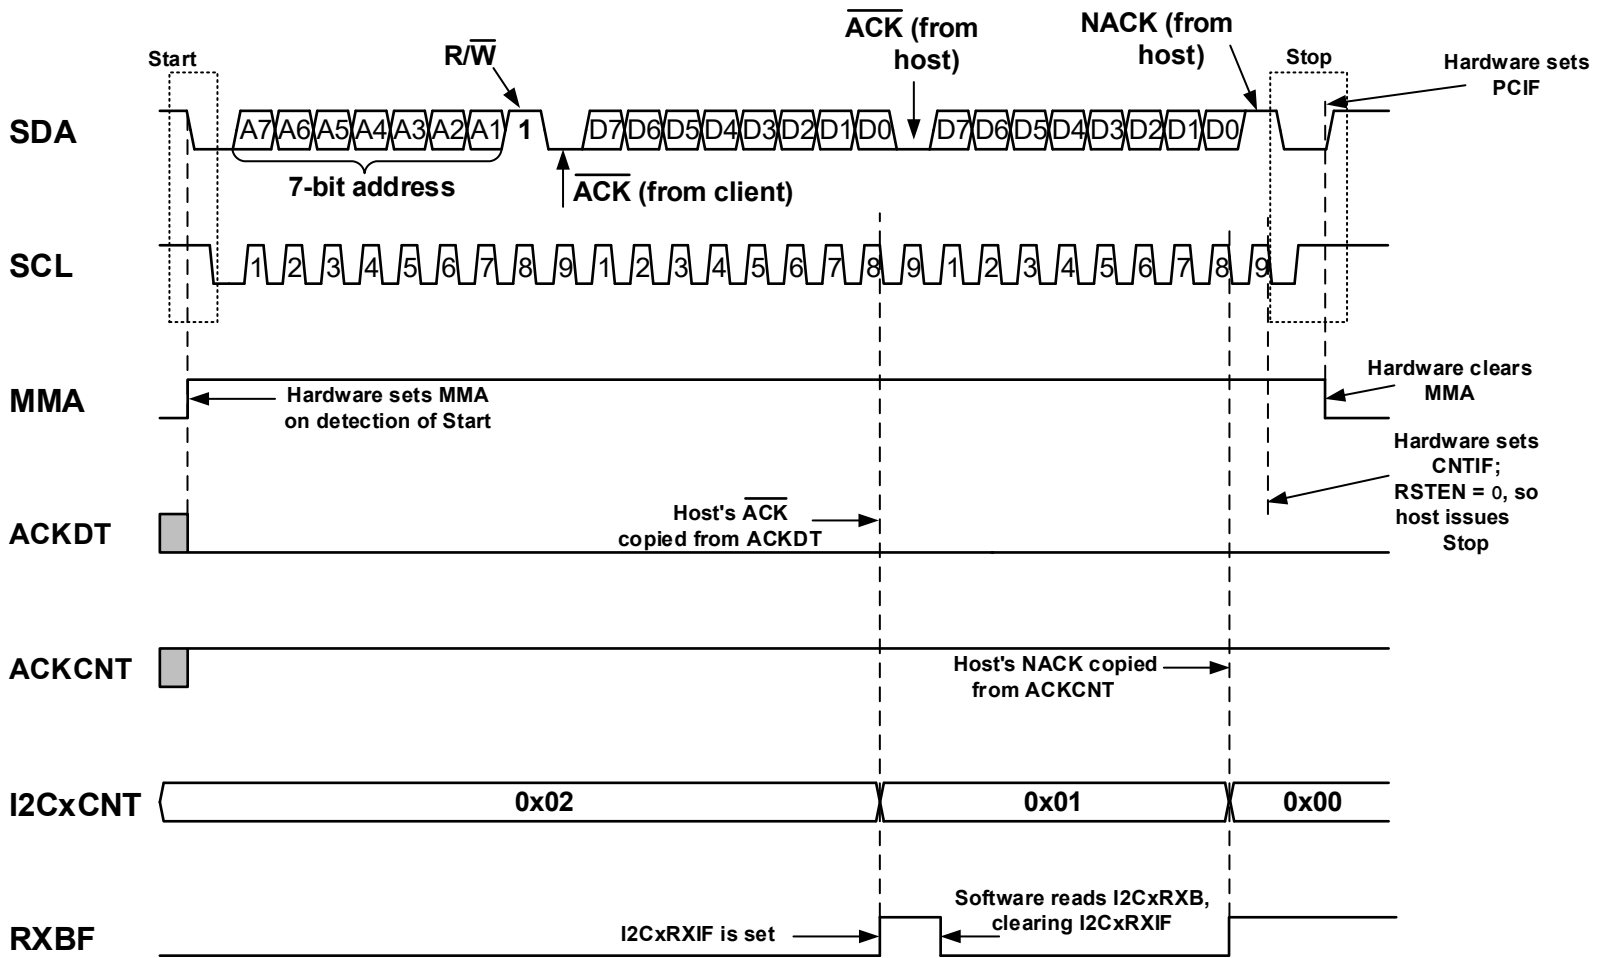 ACK (from
host)
NACK (from
host)
Start
R/W
Stop
Hardware sets
PCIF
SDA
A7 A6 A5 A4 A3 A2 A1 1 D7 D6 D5 D4 D3 D2 D1 D0 D7 D6 D5 D4 D3 D2 D1 D0
7-bit address
ACK (from client)
SCL
1 2 3 4 5 6 7 8 9 1 2 3 4 5 6 7 8 9 1 2 3 4 5 6 7 8 9
MMA
Hardware sets MMA
on detection of Start
Hardware clears
MMA
Hardware sets
CNTIF;
RSTEN = 0, so
host issues
Stop
ACKDT
Host's ACK
copied from ACKDT
ACKCNT
Host's NACK copied
from ACKCNT
I2CxCNT
0x02 0x01 0x00
RXBF
I2CxRXIF is set
Software reads I2CxRXB,
clearing I2CxRXIF